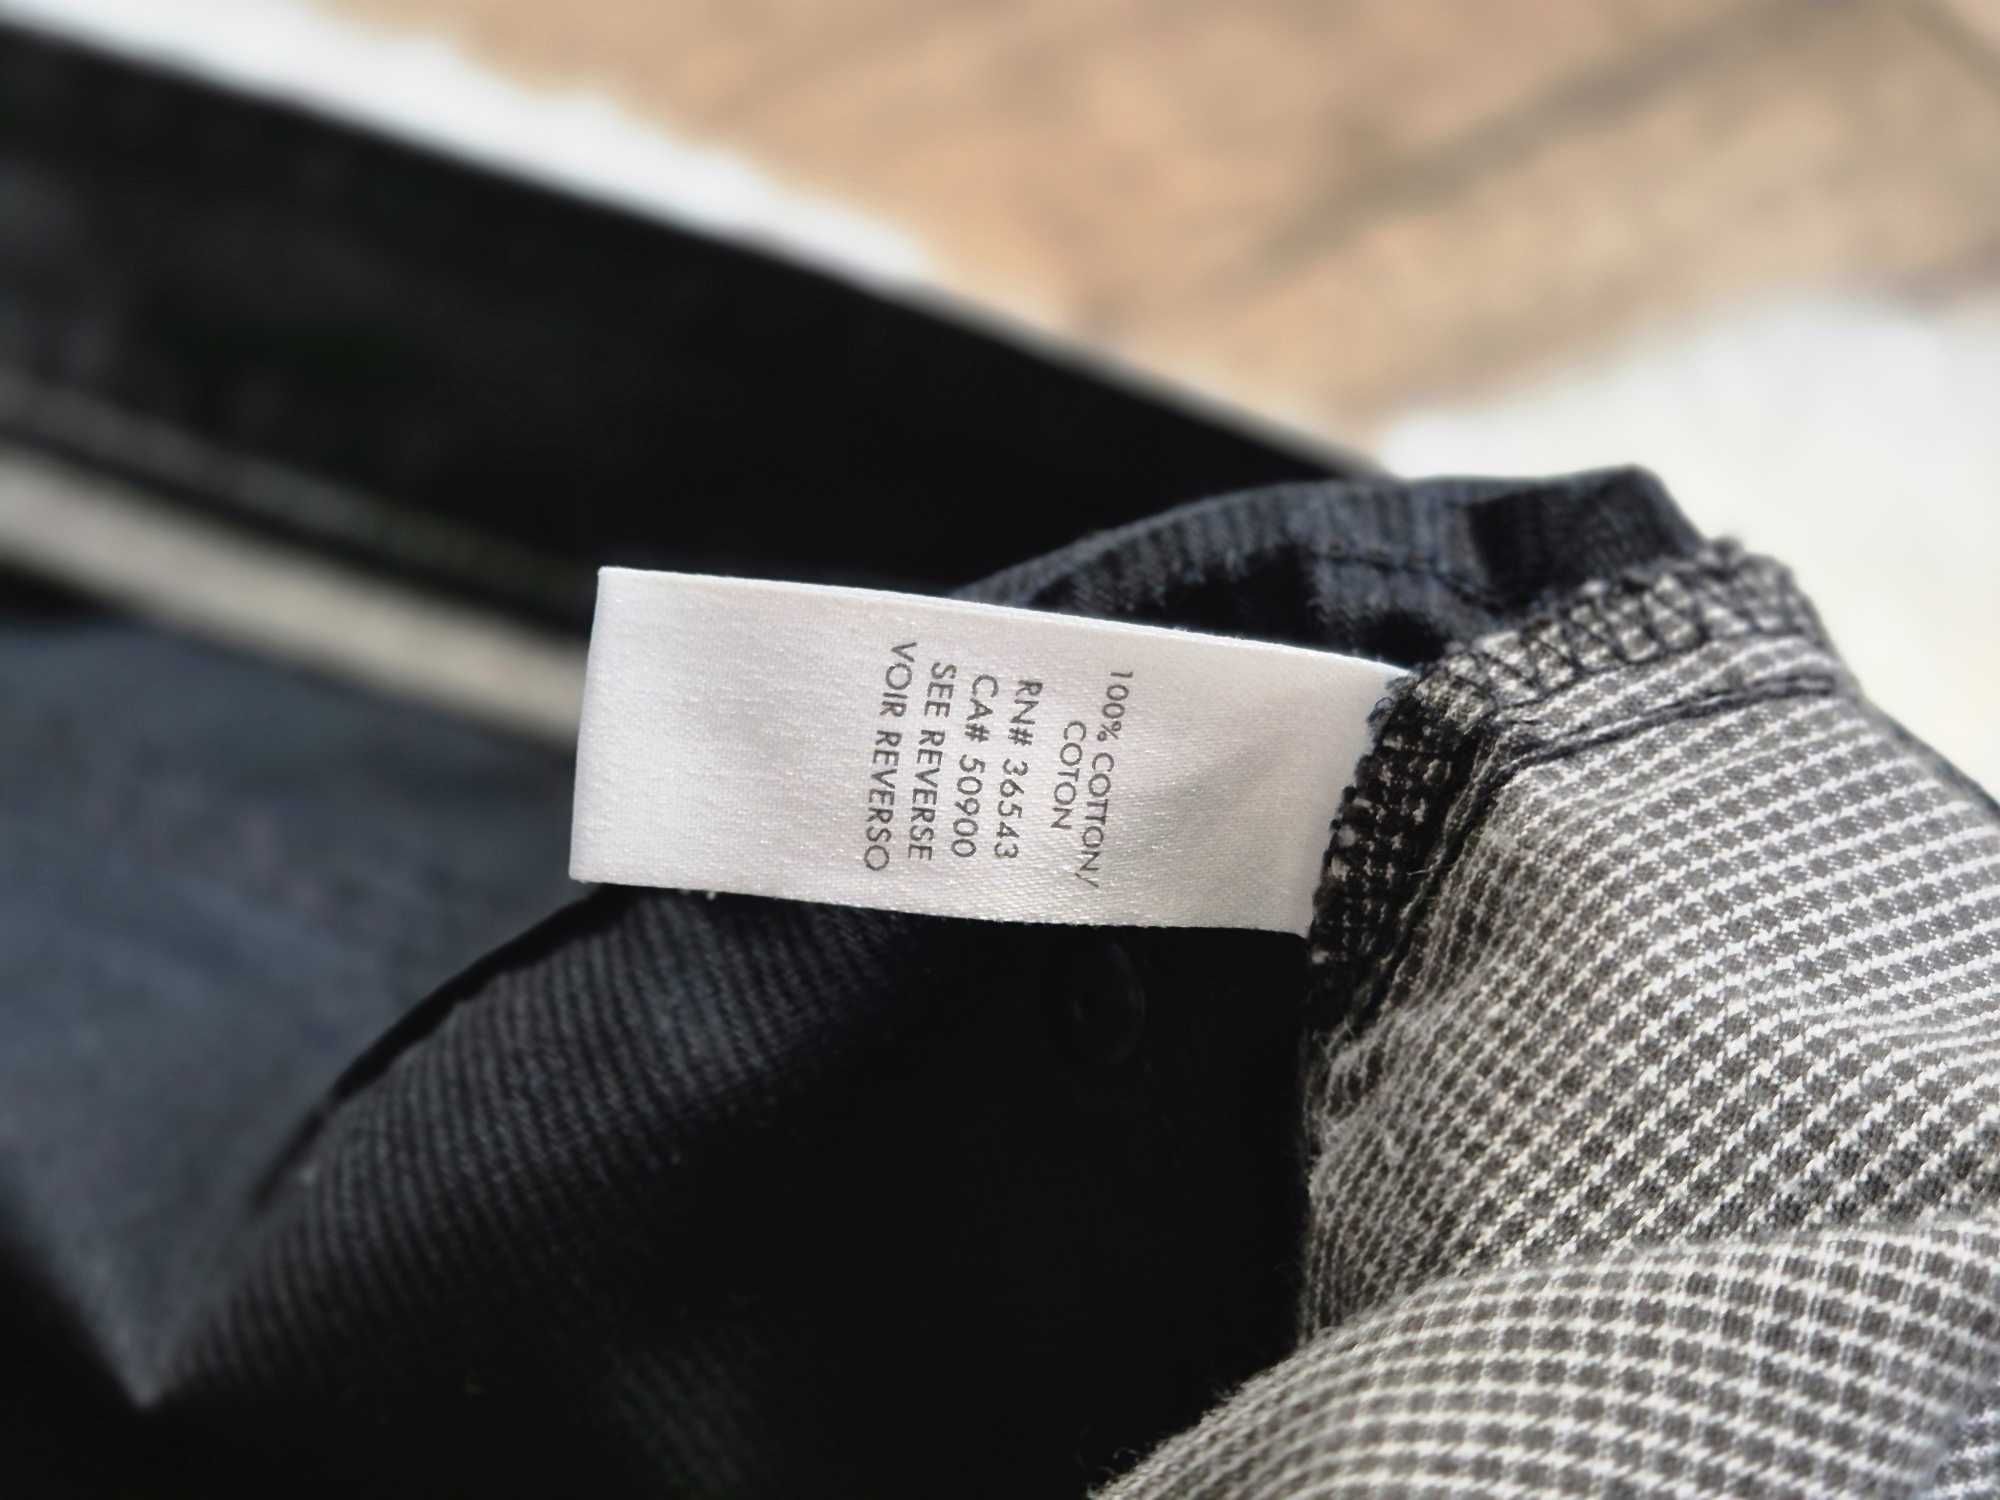 100% COTTON/
COTON
RN# 36543
CA# 50900
SEE REVERSE
VOIR REVERSO